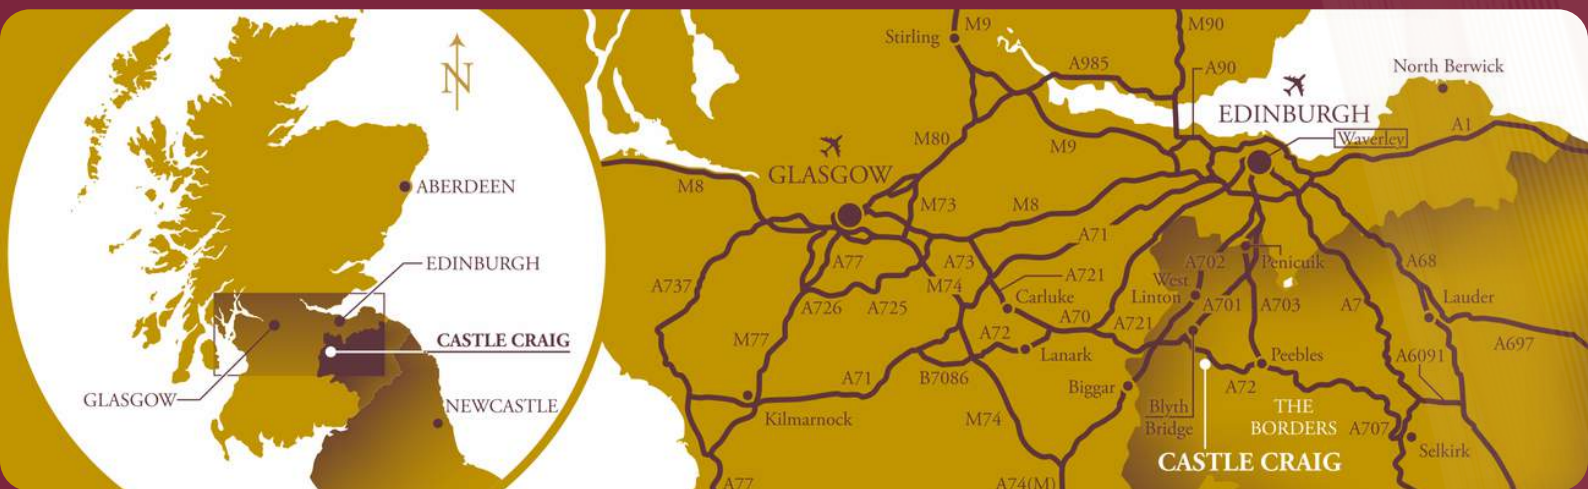 N
ABERDEEN
EDINBURGH
CASTLE CRAIG
GLASGOW
NEWCASTLE
Stirling
M9
M90
A985
A90
North Berwick
EDINBURGH
Waverley
A1
M80
M9
GLASGOW
M8
M73
M8
A71
A77
A73
A702
Penicuik
A68
A737
M74
A721
West
Linton
A726
A725
Carluke
A701
A703
A7
Lauder
A70
A721
M77
A72
Lanark
Peebles
A6091
A697
A71
B7086
Biggar
A72
Kilmarnock
M74
Blyth
Bridge
THE
BORDERS
A707
Selkirk
CASTLE CRAIG
A77
A74(M)